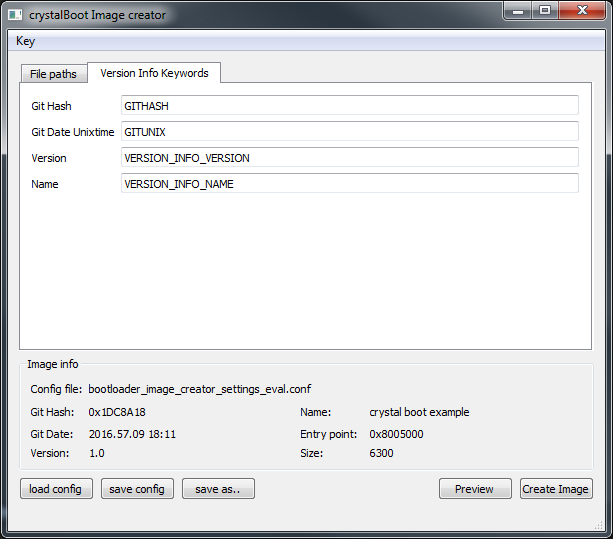 crystalBoot Image creator
Key
File paths Version Info Keywords
Git Hash GITHASH
Git Date Unixtime GITUNIX
Version VERSION_INFO_VERSION
Name VERSION_INFO_NAME
Image info
Config file: bootloader_image_creator_settings_eval.conf
Git Hash: 0x1DC8A18 Name: crystal boot example
Git Date: 2016.57.09 18:11 Entry point: 0x8005000
Version: 1.0 Size: 6300
load config save config save as.. Preview Create Image